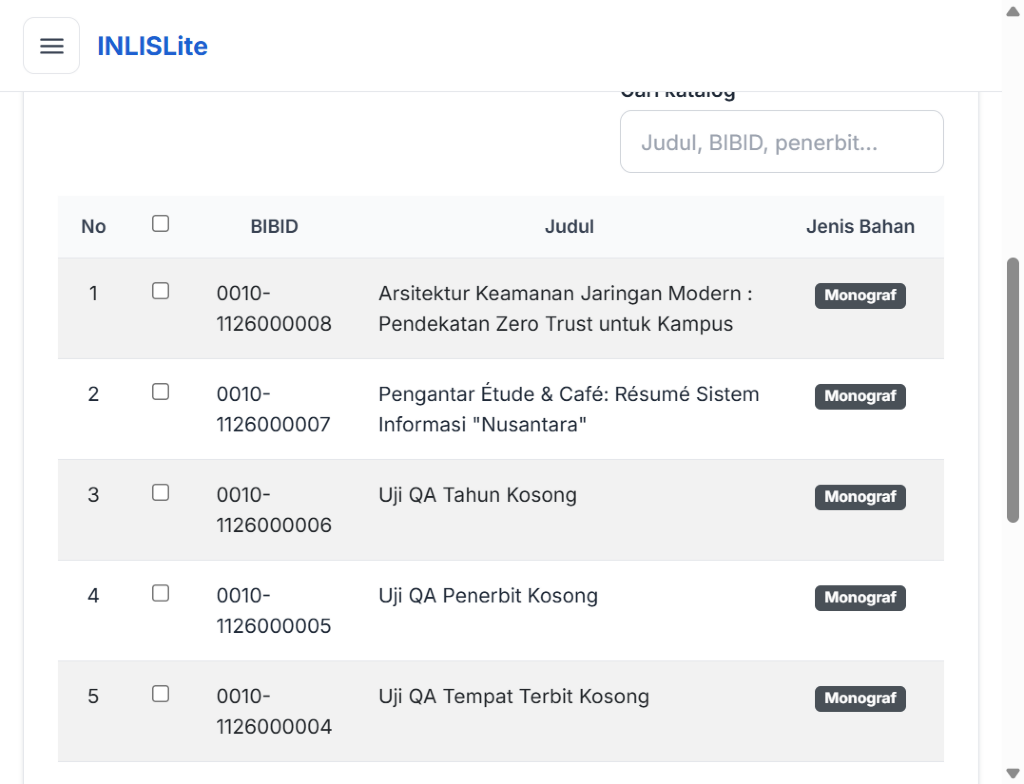 INLISLite
Cari katalog
Judul, BIBID, penerbit...
No BIBID Judul Jenis Bahan
1 0010- Arsitektur Keamanan Jaringan Modern : Monograf
1126000008 Pendekatan Zero Trust untuk Kampus
2 0010- Pengantar Étude & Café: Résumé Sistem Monograf
1126000007 Informasi "Nusantara"
3 0010- Uji QA Tahun Kosong Monograf
1126000006
4 0010- Uji QA Penerbit Kosong Monograf
1126000005
5 0010- Uji QA Tempat Terbit Kosong Monograf
1126000004